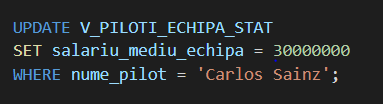 UPDATE V_PILOTI_ECHIPA_STAT
SET salariu_mediu_echipa = 30000000
WHERE nume_pilot = 'Carlos Sainz';